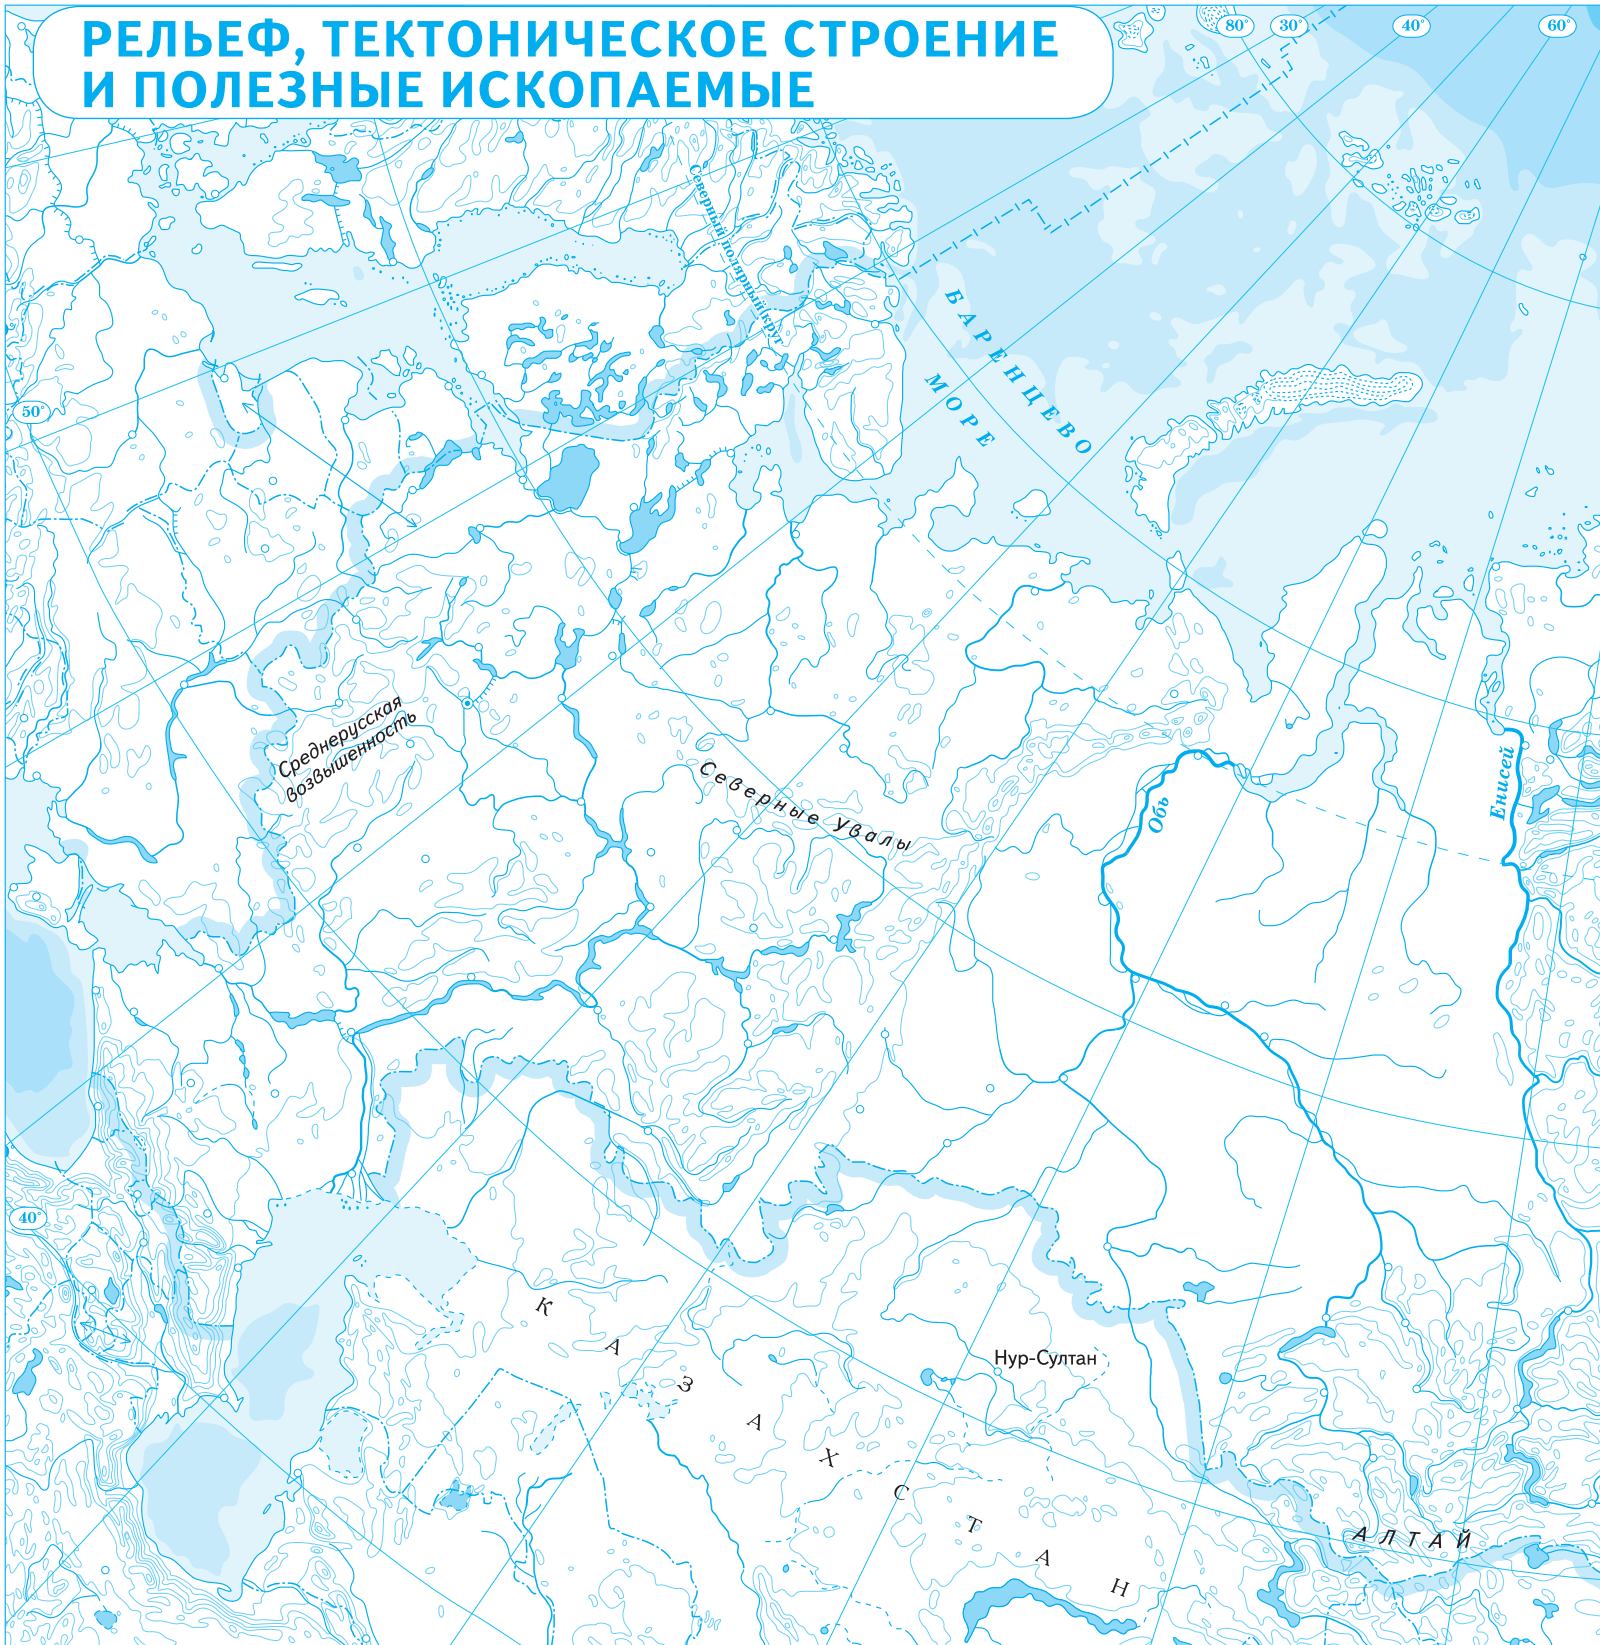 РЕЛЬЕФ, ТЕКТОНИЧЕСКОЕ СТРОЕНИЕ
И ПОЛЕЗНЫЕ ИСКОПАЕМЫЕ
80°
30°
40°
60°
Северный полярный круг
БАРЕНЦЕВО
МОРЕ
50°
Среднерусская
возвышенность
Северные Увалы
Обь
Енисей
40°
КАЗАХСТАН
Нур-Султан
АЛТАЙ